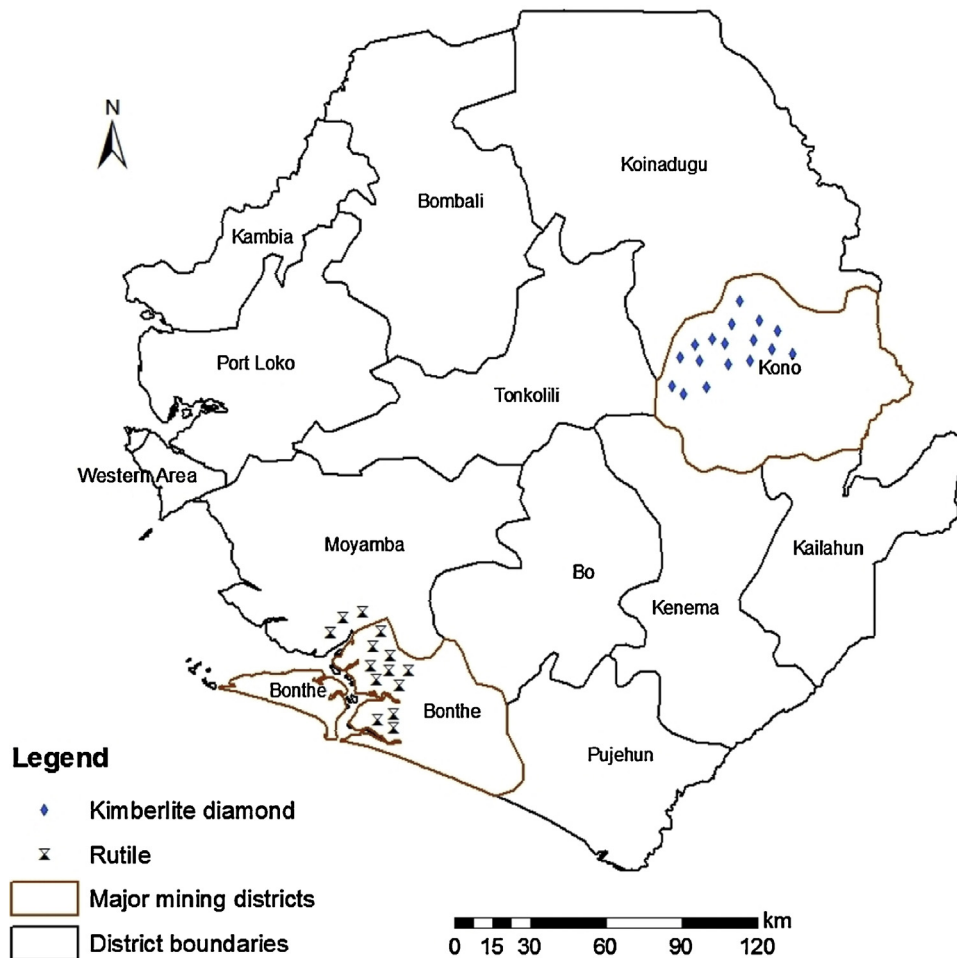 N
Koinadugu
Bombali
Kambia
Port Loko
Kono
Tonkolili
Western Area
Moyamba
Kailahun
Bo
Kenema
Bonthe
Bonthe
Pujehun
Legend
Kimberlite diamond
Rutile
Major mining districts
District boundaries
km
0 15 30 60 90 120